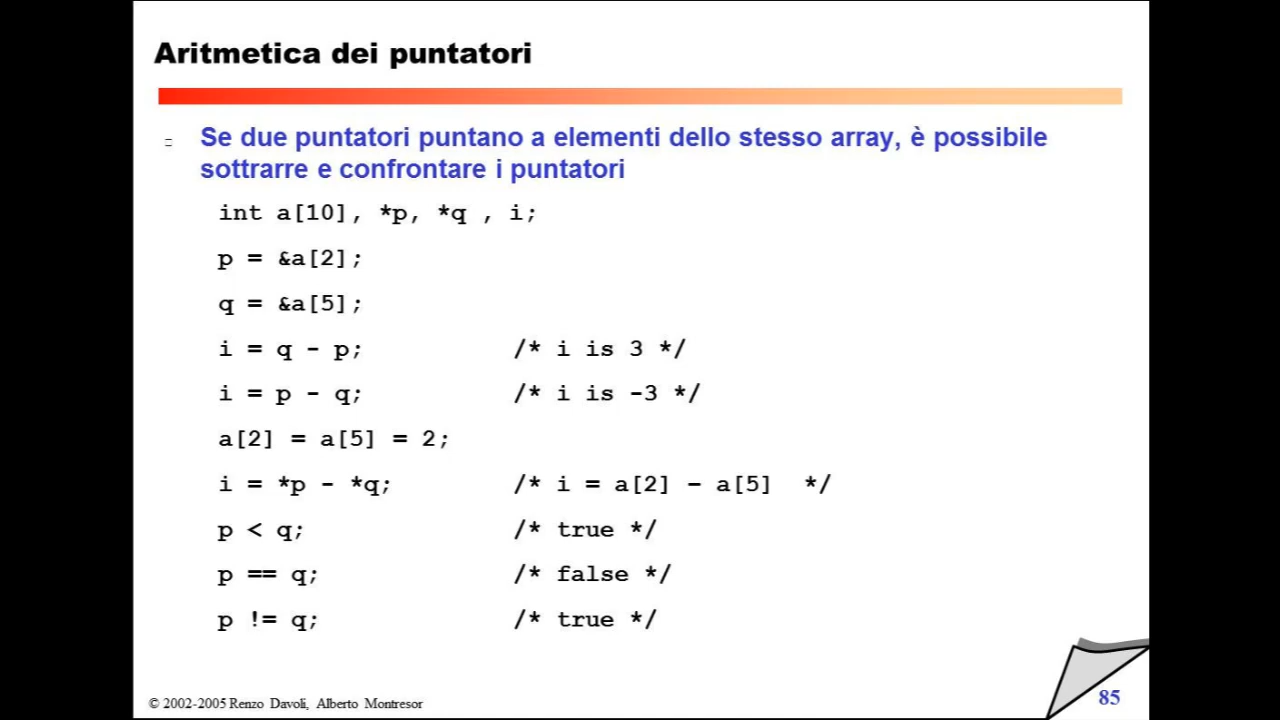 Aritmetica dei puntatori
Se due puntatori puntano a elementi dello stesso array, è possibile
sottrarre e confrontare i puntatori
int a[10], *p, *q , i;
p = &a[2];
q = &a[5];
i = q - p; /* i is 3 */
i = p - q; /* i is -3 */
a[2] = a[5] = 2;
i = *p - *q; /* i = a[2] – a[5] */
p < q; /* true */
p == q; /* false */
p != q; /* true */
© 2002-2005 Renzo Davoli, Alberto Montresor
85